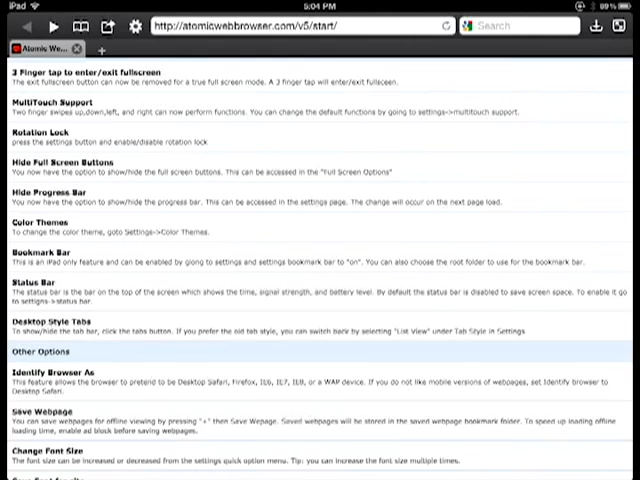 iPad 5:04 PM 89%
http://atomicwebbrowser.com/v5/start/ Search
Atomic We... +
3 Finger tap to enter/exit fullscreen
The exit fullscreen button can now be removed for a true full screen mode. A 3 finger tap will enter/exit fullscreen.
MultiTouch Support
Two finger swipes up,down,left, and right can now perform functions. You can change the default functions by going to settings->multitouch support.
Rotation Lock
press the settings button and enable/disable rotation lock
Hide Full Screen Buttons
You now have the option to show/hide the full screen buttons. This can be accessed in the "Full Screen Options"
Hide Progress Bar
You now have the option to show/hide the progress bar. This can be accessed in the settings page. The change will occur on the next page load.
Color Themes
To change the color theme, goto Settings->Color Themes.
Bookmark Bar
This is an iPad only feature and can be enabled by giong to settings and settings bookmark bar to "on". You can also choose the root folder to use for the bookmark bar.
Status Bar
The status bar is the bar on the top of the screen which shows the time, signal strength, and battery level. By default the status bar is disabled to save screen space. To enable it go
to settigns->status bar.
Desktop Style Tabs
To show/hide the tab bar, click the tabs button. If you prefer the old tab style, you can switch back by selecting "List View" under Tab Style in Settings
Other Options
Identify Browser As
This feature allows the browser to pretend to be Desktop Safari, Firefox, IE6, IE7, IE8, or a WAP device. If you do not like mobile versions of webpages, set Identify browser to
Desktop Safari.
Save Webpage
You can save webpages for offline viewing by pressing "+" then Save Wepage. Saved webpages will be stored in the saved webpage bookmark folder. To speed up loading offline
loading time, enable ad block before saving webpages.
Change Font Size
The font size can be increased or decreased from the settings quick option menu. Tip: you can increase the font size multiple times.